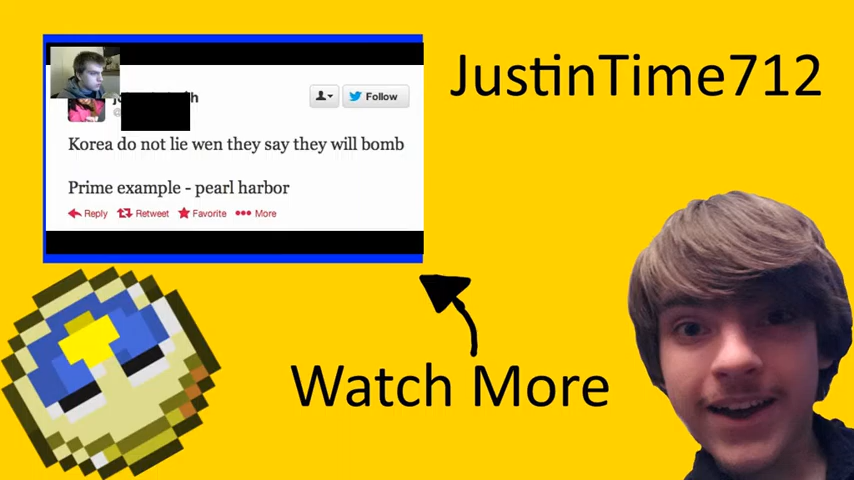 JustinTime712
Follow
Korea do not lie wen they say they will bomb
Prime example - pearl harbor
Reply Retweet Favorite More
Watch More